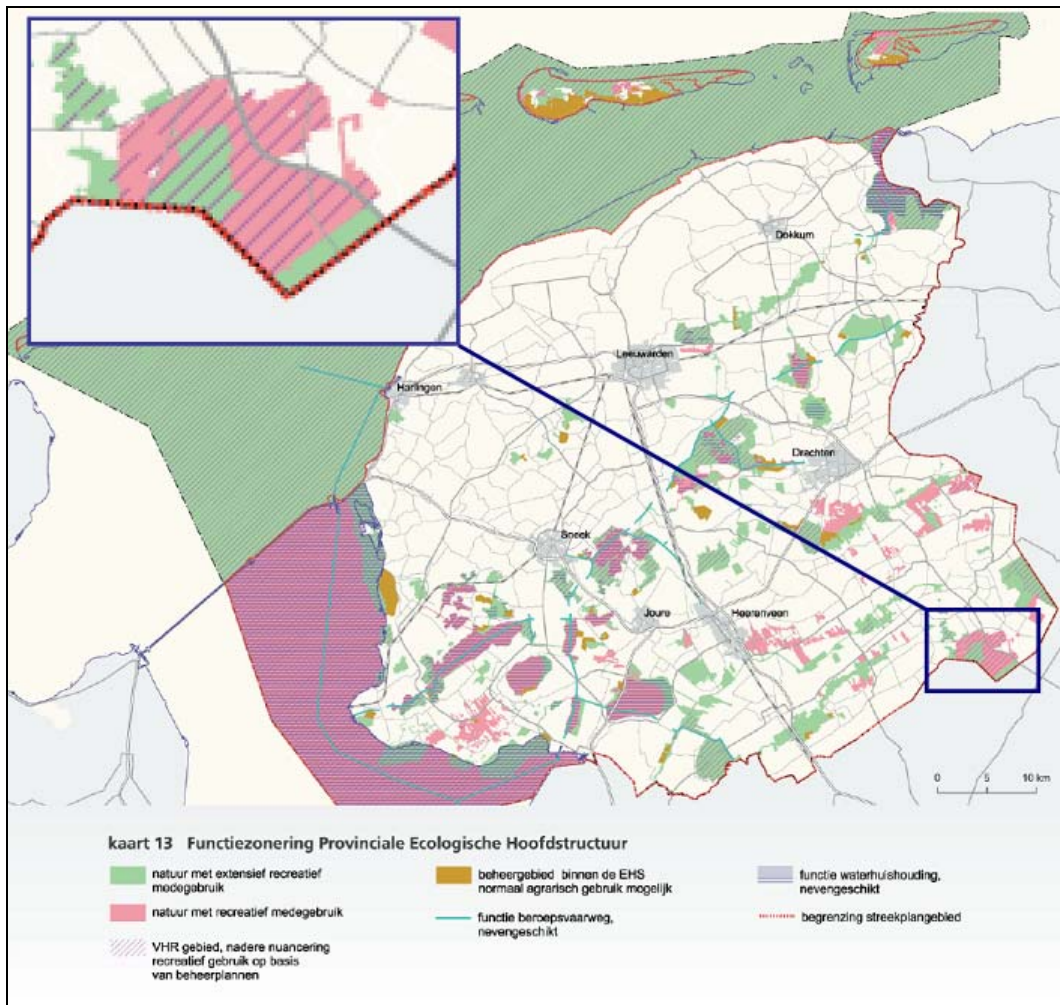 Dokkum
Leeuwarden
Harlingen
Drachten
Sneek
Joure
Heerenveen
0 5 10 km
kaart 13 Functiezonering Provinciale Ecologische Hoofdstructuur
natuur met extensief recreatief
medegebruik
natuur met recreatief medegebruik
VHR gebied, nadere nuancering
recreatief gebruik op basis
van beheerplannen
beheergebied binnen de EHS
normaal agrarisch gebruik mogelijk
functie beroepsvaarweg,
nevengeschikt
functie waterhuishouding,
nevengeschikt
begrenzing streekplangebied